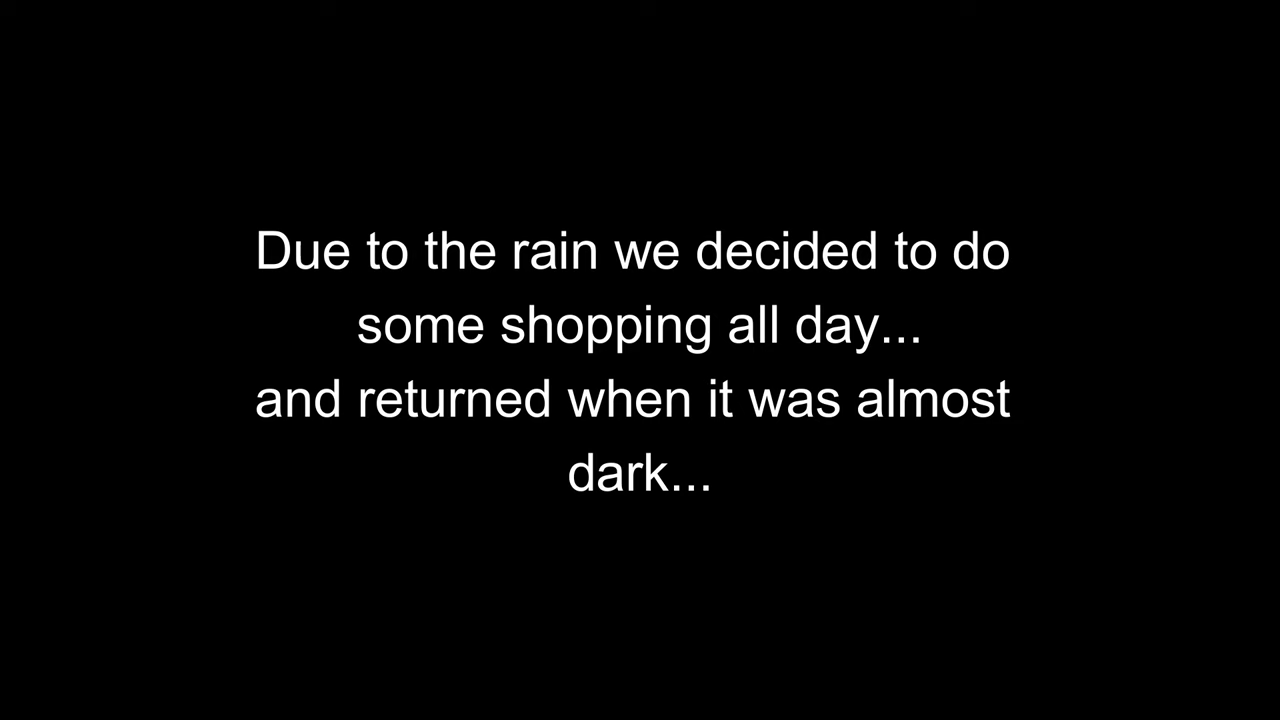 Due to the rain we decided to do
some shopping all day...
and returned when it was almost
dark...